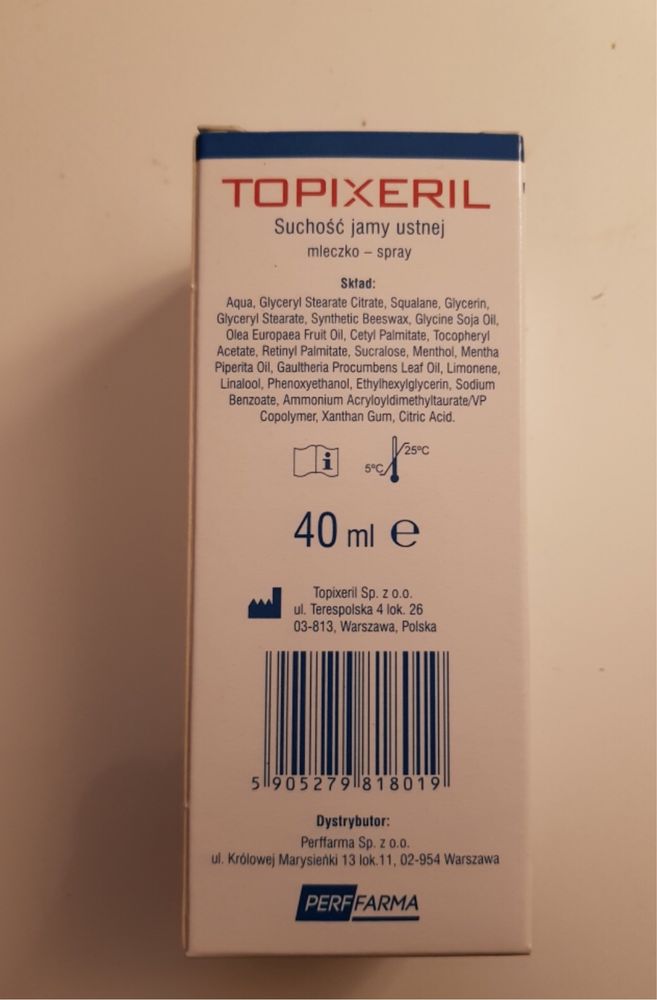 TOPIXERIL
Suchość jamy ustnej
mleczko – spray
Skład:
Aqua, Glyceryl Stearate Citrate, Squalane, Glycerin,
Glyceryl Stearate, Synthetic Beeswax, Glycine Soja Oil,
Olea Europaea Fruit Oil, Cetyl Palmitate, Tocopheryl
Acetate, Retinyl Palmitate, Sucralose, Menthol, Mentha
Piperita Oil, Gaultheria Procumbens Leaf Oil, Limonene,
Linalool, Phenoxyethanol, Ethylhexylglycerin, Sodium
Benzoate, Ammonium Acryloyldimethyltaurate/VP
Copolymer, Xanthan Gum, Citric Acid.
i 5°C 25°C
40 ml e
Topixeril Sp. z o.o.
ul. Terespolska 4 lok. 26
03-813, Warszawa, Polska
5 905279 818019
Dystrybutor:
Perffarma Sp. z o.o.
ul. Królowej Marysieńki 13 lok.11, 02-954 Warszawa
PERFFARMA